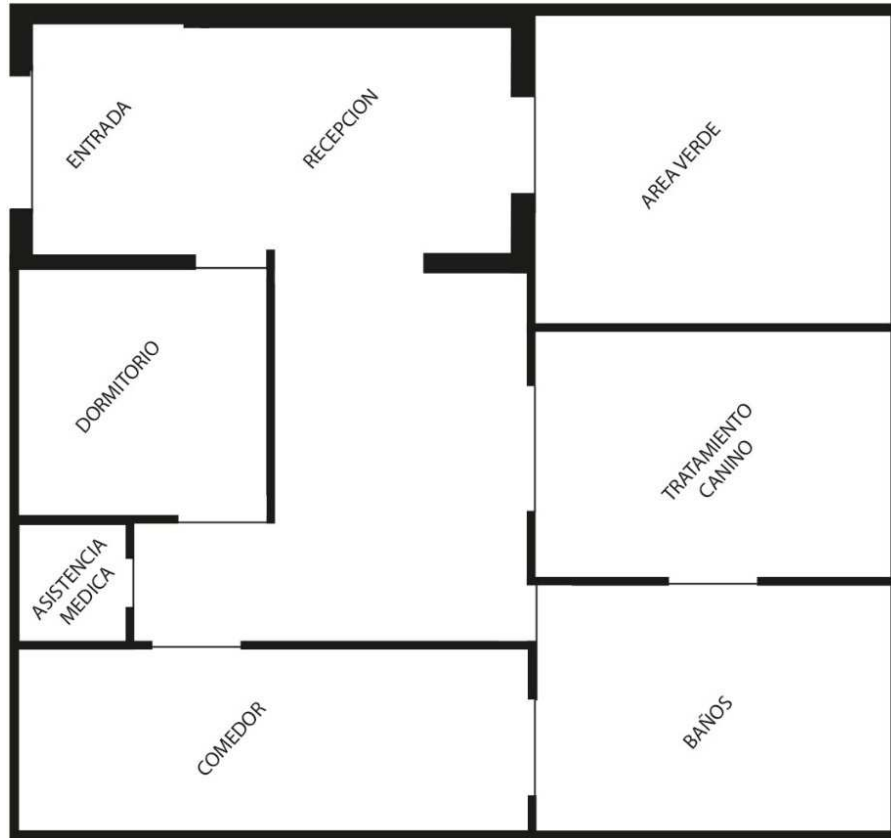 ENTRADA
RECEPCION
AREA VERDE
DORMITORIO
TRATAMIENTO
CANINO
ASISTENCIA
MEDICA
COMEDOR
BAÑOS